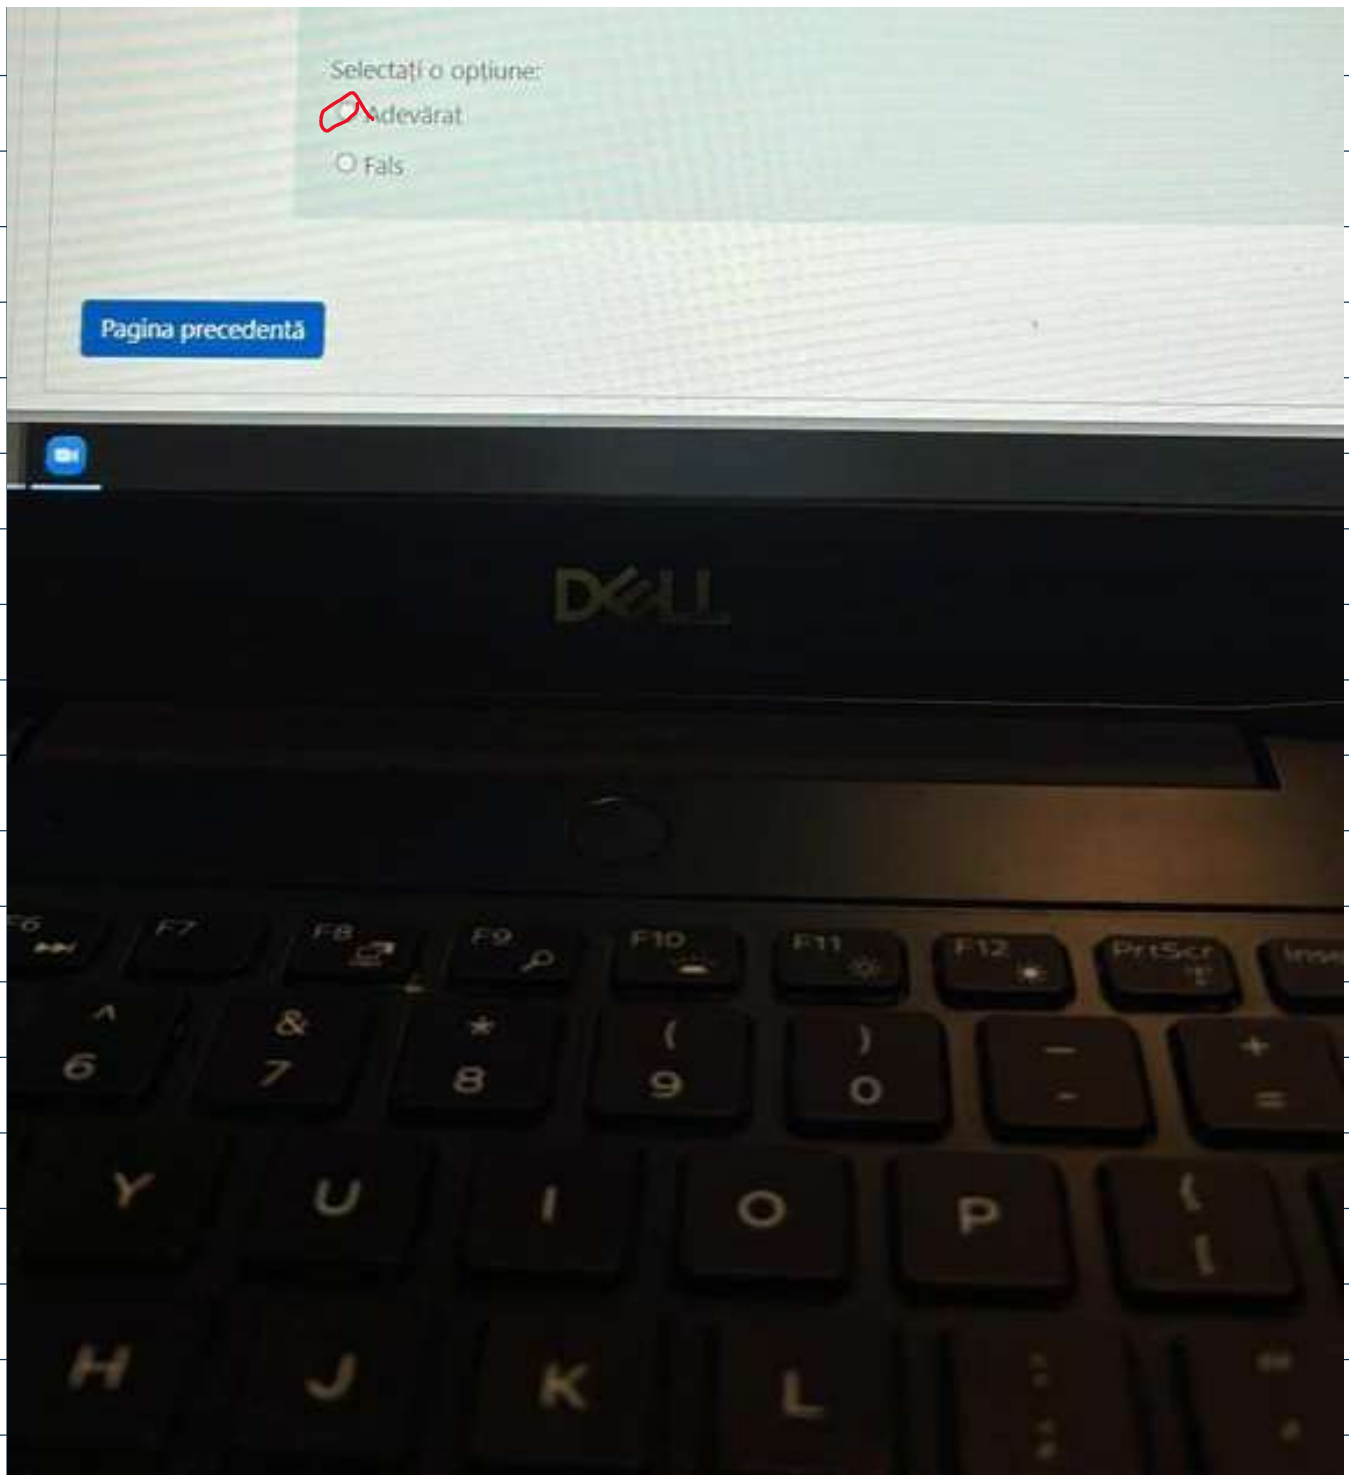 Selectați o opțiune:
Adevărat
Fals
Pagina precedentă
DELL
F6 F7 F8 F9 F10 F11 F12 PrtScr
^ & * ( ) — +
6 7 8 9 0 - =
Y U I O P {
[
H J K L